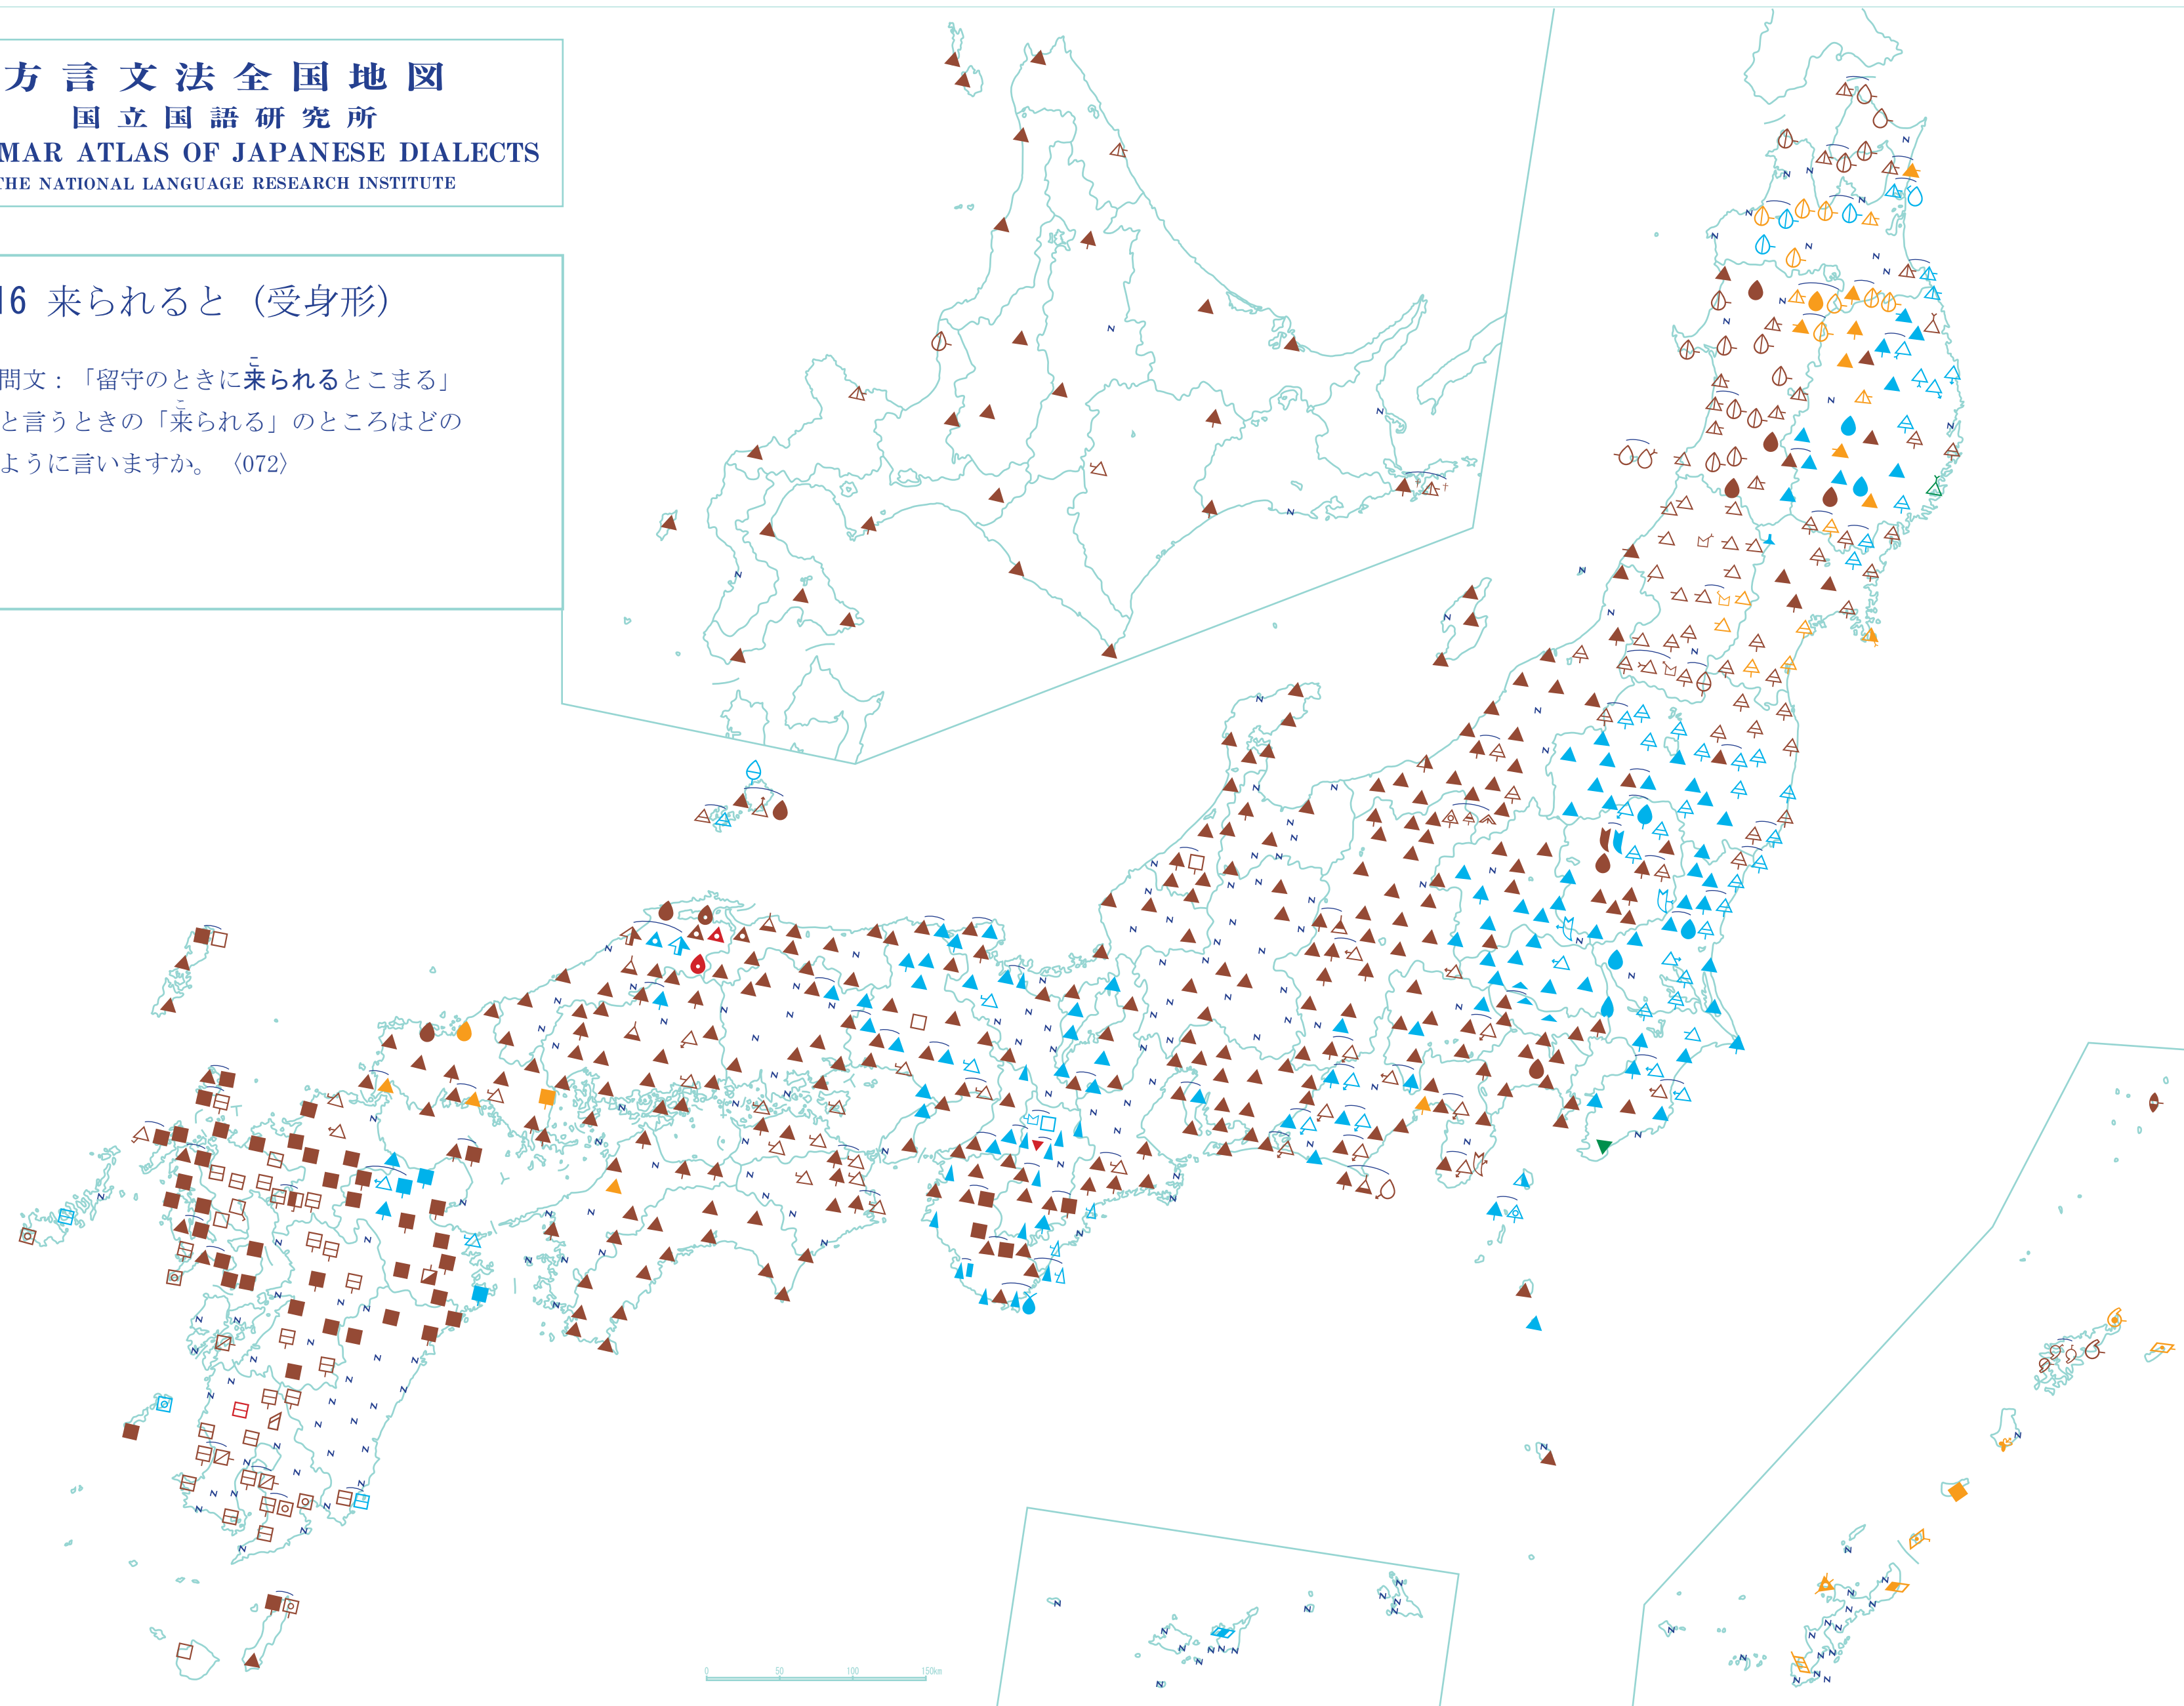 方言文法全国地図
国立国語研究所
MAR ATLAS OF JAPANESE DIALECTS
THE NATIONAL LANGUAGE RESEARCH INSTITUTE
16 来られると (受身形)
問文:「留守のときに来られるとこまる」
こ
と言うときの「来られる」のところはどの
こ
ように言いますか。〈072〉
0 50 100 150km